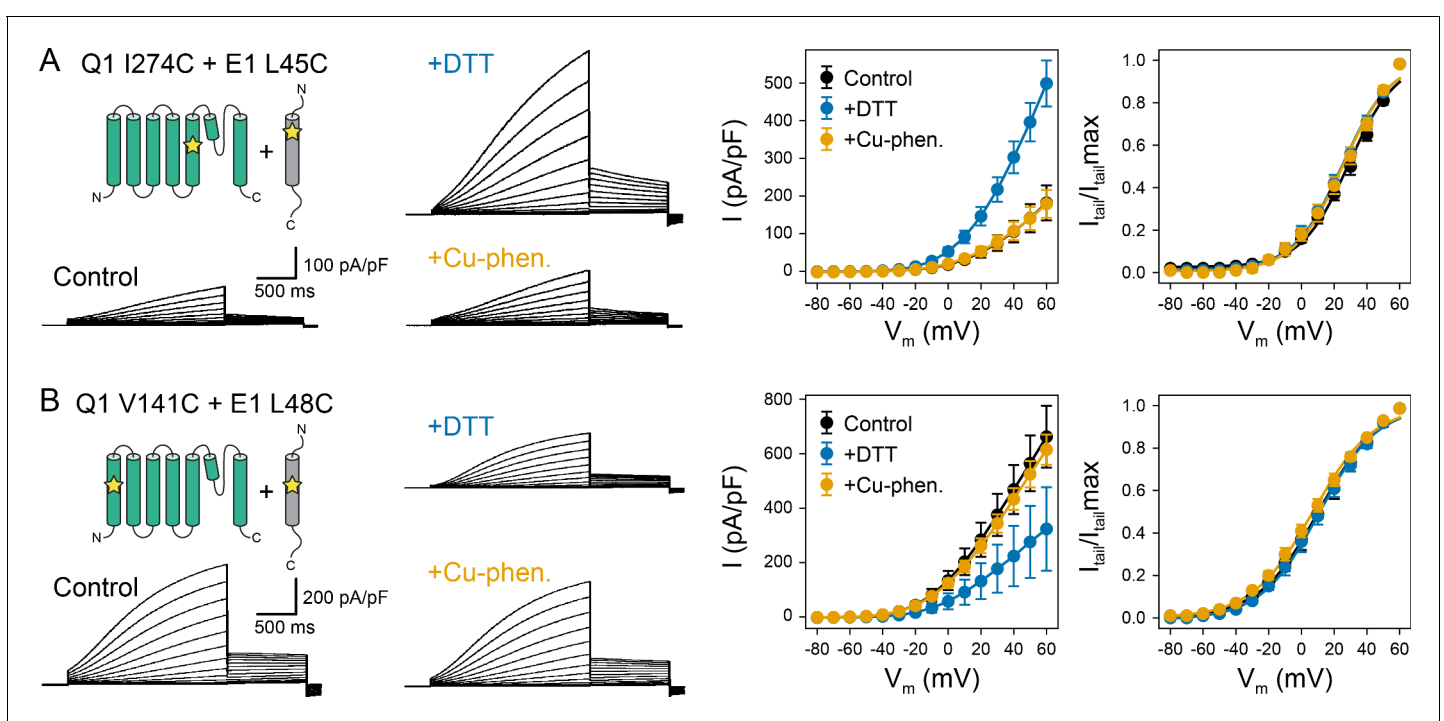 A Q1 I274C + E1 L45C
+DTT
N
+
N
C
C
Control
100 pA/pF
500 ms
+Cu-phen.
I (pA/pF)
500
400
300
200
100
0
Control
+DTT
+Cu-phen.
-80 -60 -40 -20 0 20 40 60
Vm (mV)
Itail/Itailmax
1.0
0.8
0.6
0.4
0.2
0.0
-80 -60 -40 -20 0 20 40 60
Vm (mV)
B Q1 V141C + E1 L48C
+DTT
N
+
N
C
C
Control
200 pA/pF
500 ms
+Cu-phen.
I (pA/pF)
800
600
400
200
0
Control
+DTT
+Cu-phen.
-80 -60 -40 -20 0 20 40 60
Vm (mV)
Itail/Itailmax
1.0
0.8
0.6
0.4
0.2
0.0
-80 -60 -40 -20 0 20 40 60
Vm (mV)